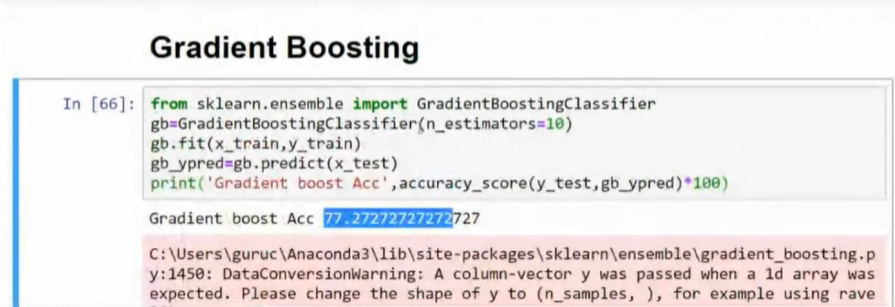 Gradient Boosting
In [66]: from sklearn.ensemble import GradientBoostingClassifier
gb=GradientBoostingClassifier(n_estimators=10)
gb.fit(x_train,y_train)
gb_ypred=gb.predict(x_test)
print('Gradient boost Acc',accuracy_score(y_test,gb_ypred)*100)
Gradient boost Acc 77.27272727272727
C:\Users\guruc\Anaconda3\lib\site-packages\sklearn\ensemble\gradient_boosting.p
y:1450: DataConversionWarning: A column-vector y was passed when a 1d array was
expected. Please change the shape of y to (n_samples, ), for example using rave